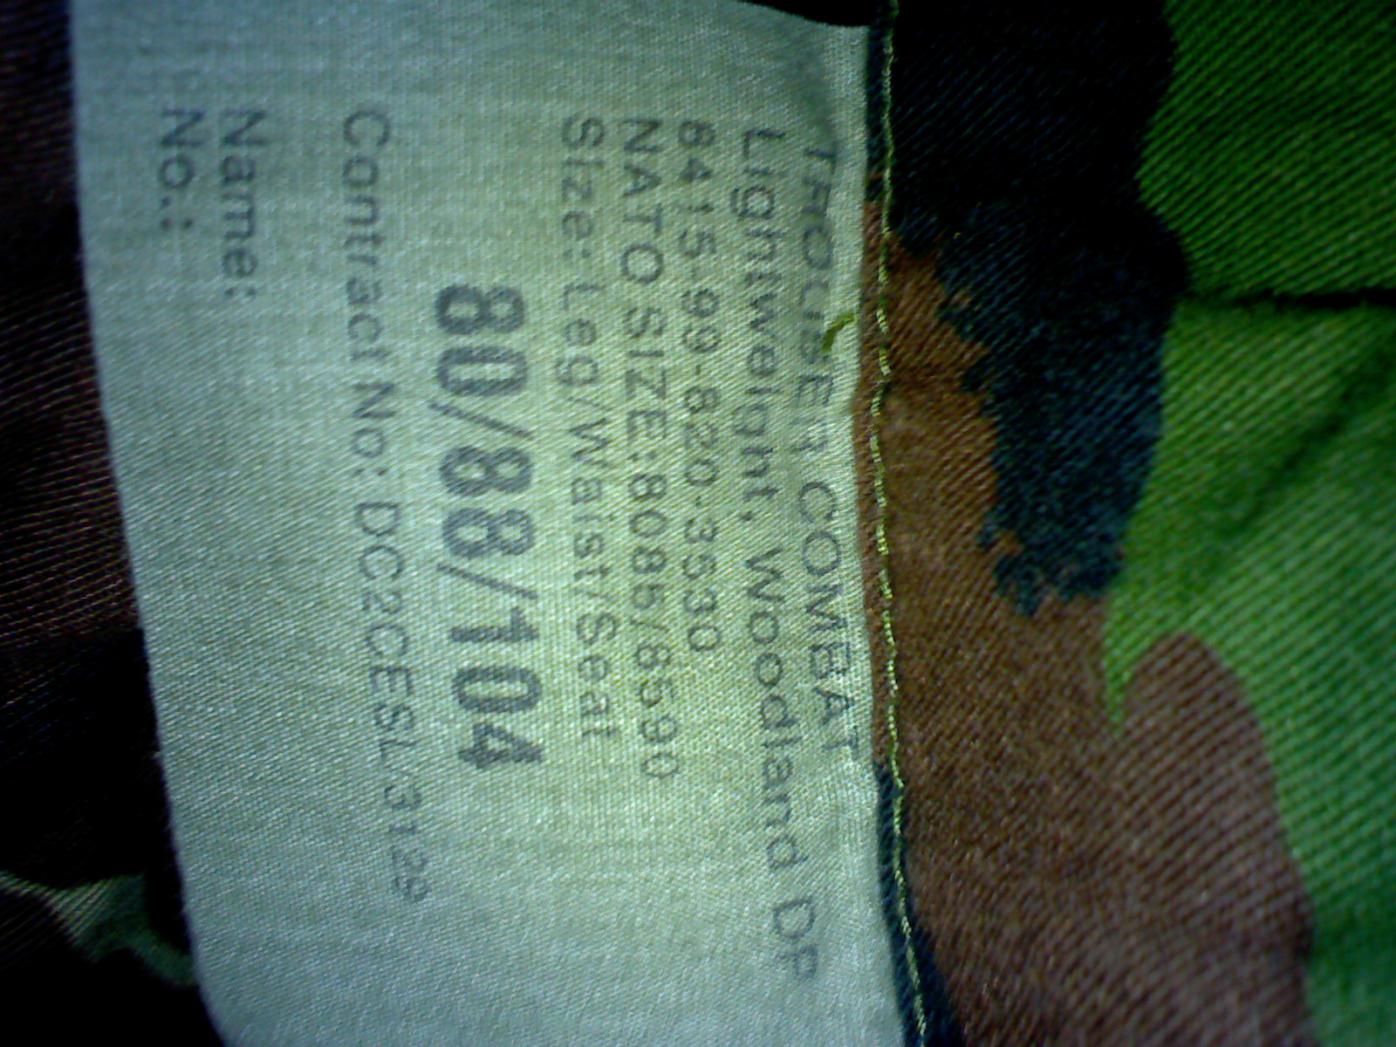 TROUSER COMBAT
Lightweight, Woodland DP
8415-99-820-3530
NATO SIZE:8085/8590
Size: Leg/Waist/Seat
80/88/104
Contract No: DC2CESL/3129
Name:
No.: